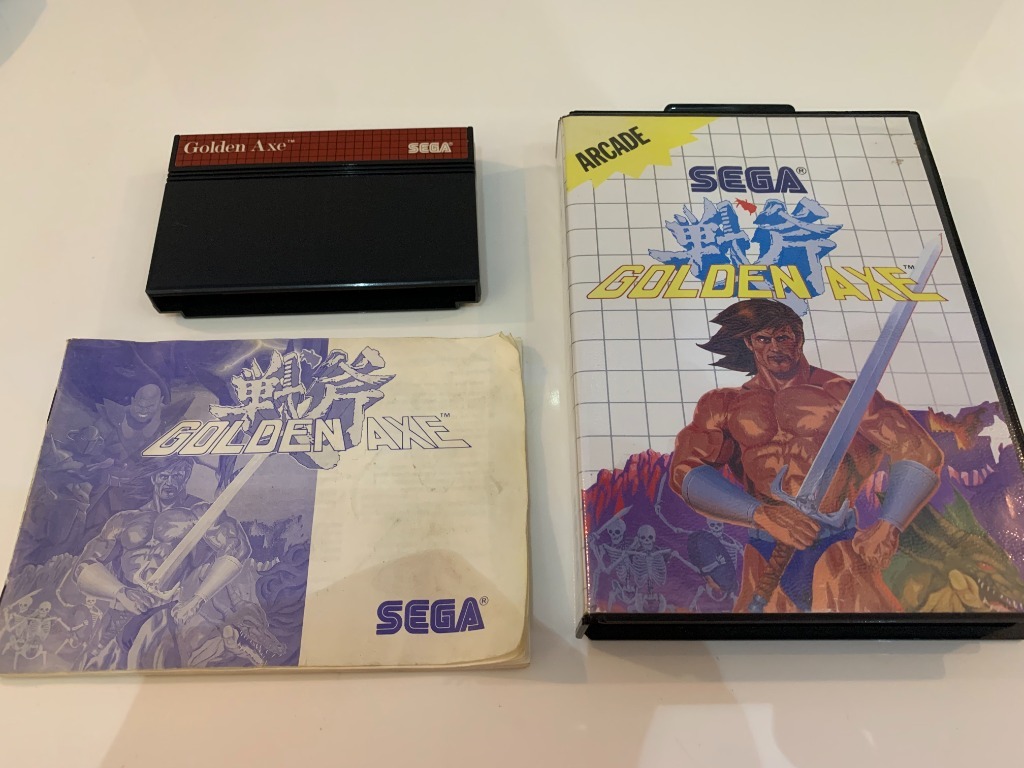 Golden Axe™
SEGA
ARCADE
SEGA®
戦斧
GOLDEN AXE™
戦斧
GOLDEN AXE™
SEGA®